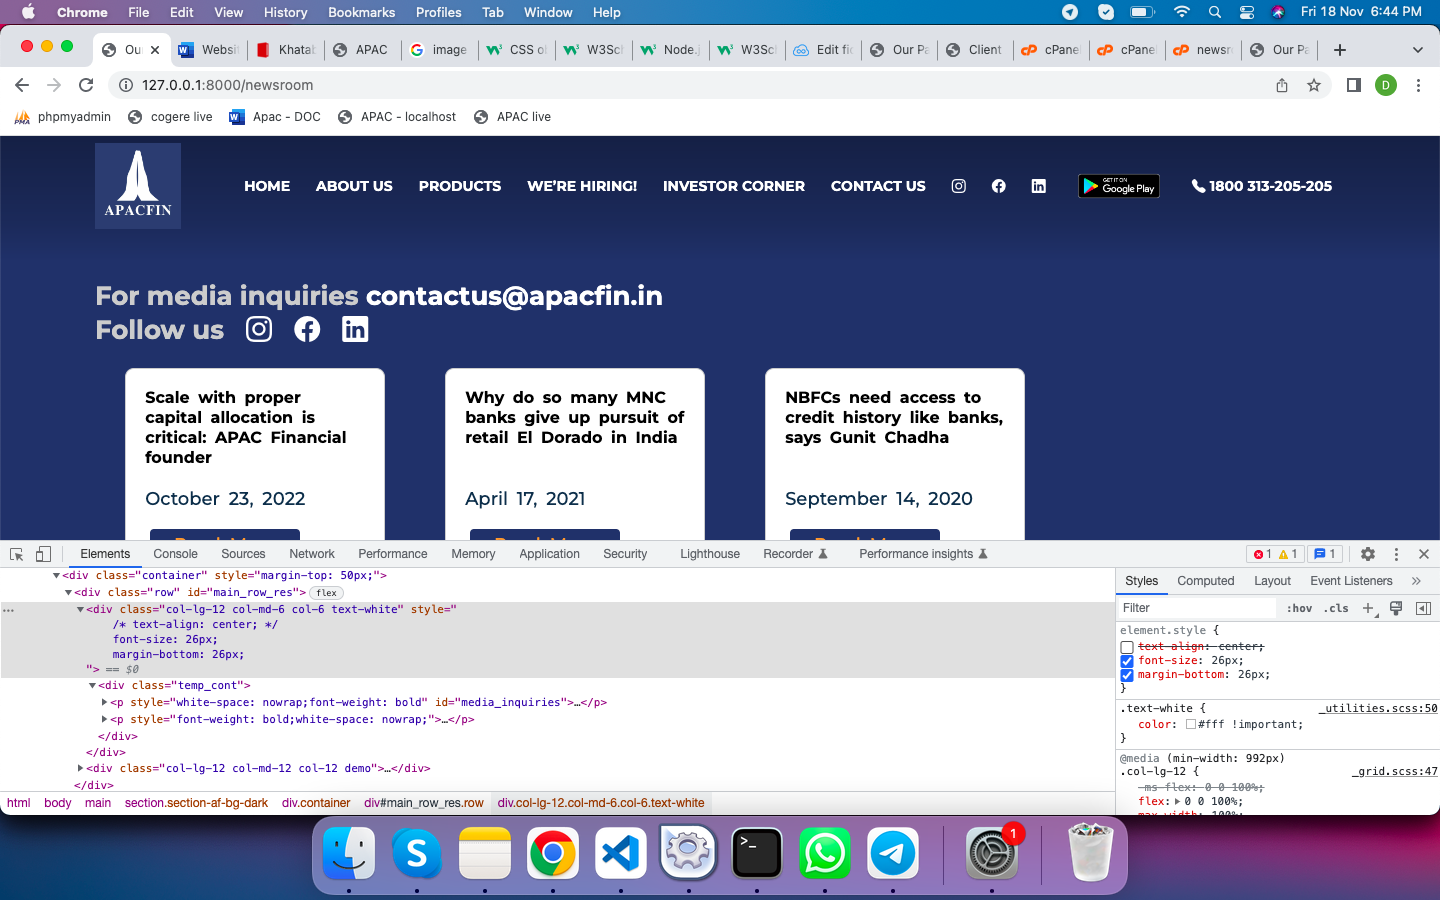 Chrome File Edit View History Bookmarks Profiles Tab Window Help Fri 18 Nov 6:44 PM
Ou Websi Khatab APAC image CSS o W3Sc Node.j W3Sc Edit fi Our Pa Client cPane cPane newsr Our Pa
127.0.0.1:8000/newsroom D
phpmyadmin cogere live Apac - DOC APAC - localhost APAC live
APACFIN
HOME ABOUT US PRODUCTS WE'RE HIRING! INVESTOR CORNER CONTACT US GET IT ON Google Play 1800 313-205-205
For media inquiries contactus@apacfin.in
Follow us
Scale with proper
capital allocation is
critical: APAC Financial
founder
October 23, 2022
Why do so many MNC
banks give up pursuit of
retail El Dorado in India
April 17, 2021
NBFCs need access to
credit history like banks,
says Gunit Chadha
September 14, 2020
Elements Console Sources Network Performance Memory Application Security Lighthouse Recorder Performance insights 1 1 1
<div class="container" style="margin-top: 50px;">
<div class="row" id="main_row_res"> flex
<div class="col-lg-12 col-md-6 col-6 text-white" style="
/* text-align: center; */
font-size: 26px;
margin-bottom: 26px;
"> == $0
<div class="temp_cont">
<p style="white-space: nowrap;font-weight: bold" id="media_inquiries">…</p>
<p style="font-weight: bold;white-space: nowrap;">…</p>
</div>
</div>
<div class="col-lg-12 col-md-12 col-12 demo">…</div>
</div>
html body main section.section-af-bg-dark div.container div#main_row_res.row div.col-lg-12.col-md-6.col-6.text-white
Styles Computed Layout Event Listeners
Filter :hov .cls
element.style {
text-align: center;
font-size: 26px;
margin-bottom: 26px;
}
.text-white { _utilities.scss:50
color: #fff !important;
}
@media (min-width: 992px)
.col-lg-12 { _grid.scss:47
-ms-flex: 0 0 100%;
flex: 0 0 100%;
max-width: 100%;
1